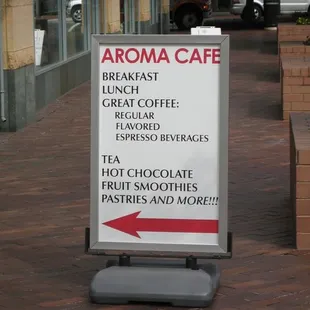 AROMA CAFE
BREAKFAST
LUNCH
GREAT COFFEE:
REGULAR
FLAVORED
ESPRESSO BEVERAGES
TEA
HOT CHOCOLATE
FRUIT SMOOTHIES
PASTRIES AND MORE!!!